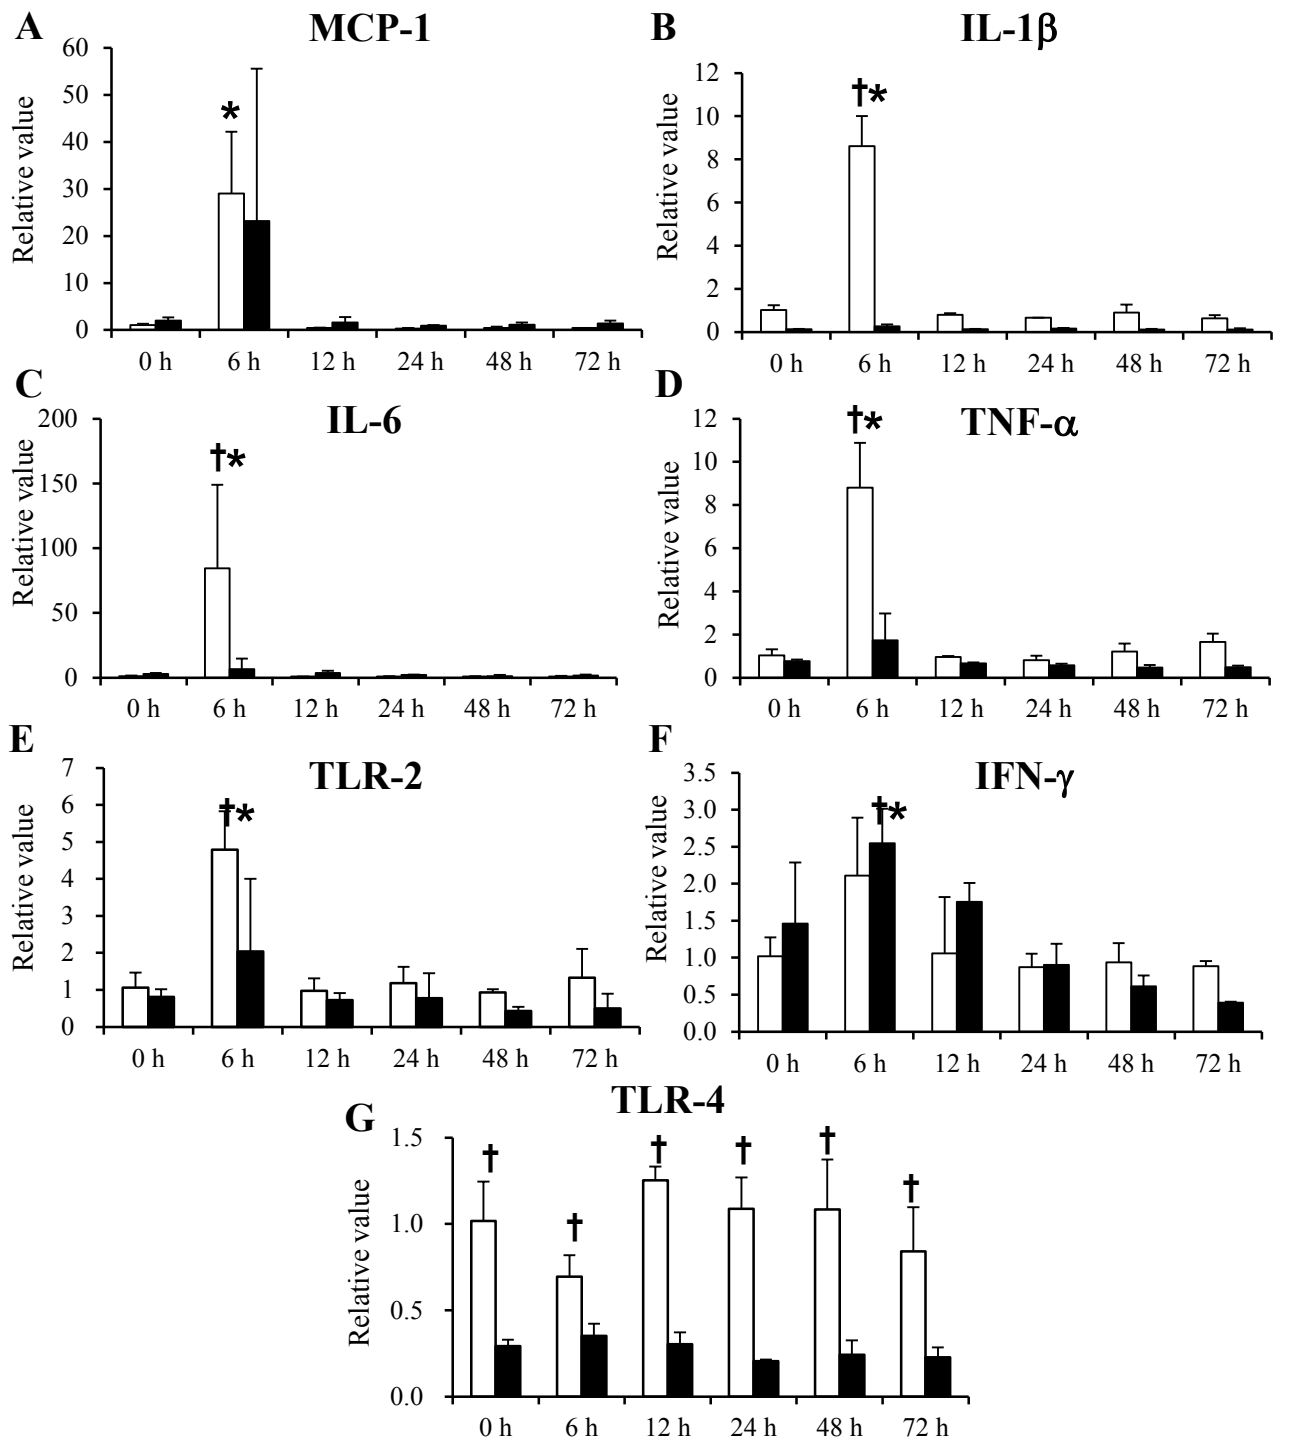 A
MCP-1
Relative value
60
50
40
30
20
10
0
*
0 h 6 h 12 h 24 h 48 h 72 h
B
IL-1β
Relative value
12
10
8
6
4
2
0
†*
0 h 6 h 12 h 24 h 48 h 72 h
C
IL-6
Relative value
200
150
100
50
0
†*
0 h 6 h 12 h 24 h 48 h 72 h
D
TNF-α
Relative value
12
10
8
6
4
2
0
†*
0 h 6 h 12 h 24 h 48 h 72 h
E
TLR-2
Relative value
7
6
5
4
3
2
1
0
†*
0 h 6 h 12 h 24 h 48 h 72 h
F
IFN-γ
Relative value
3.5
3.0
2.5
2.0
1.5
1.0
0.5
0.0
†*
0 h 6 h 12 h 24 h 48 h 72 h
G
TLR-4
Relative value
1.5
1.0
0.5
0.0
† † † † † †
0 h 6 h 12 h 24 h 48 h 72 h